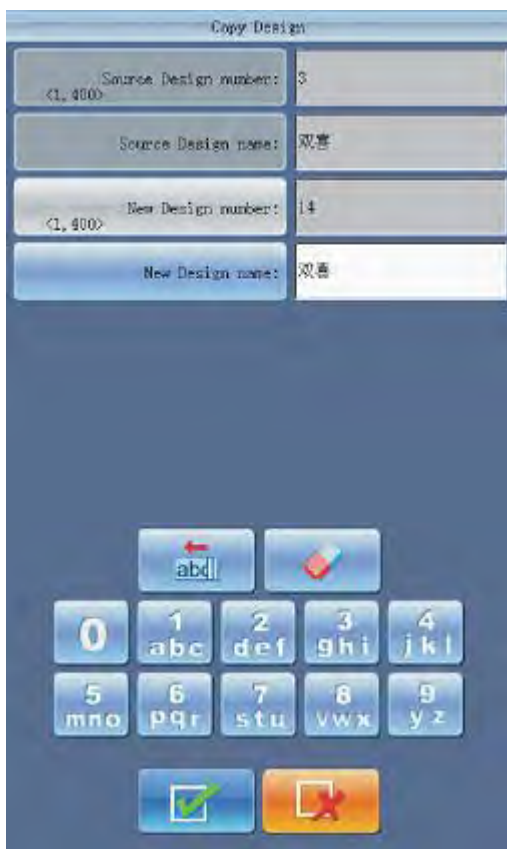 Copy Design
Source Design number:
<1,400>
3
Source Design name:
双喜
New Design number:
<1,400>
14
New Design name:
双喜
abc
0
1
abc
2
def
3
ghi
4
jkl
5
mno
6
pqr
7
stu
8
vwx
9
yz